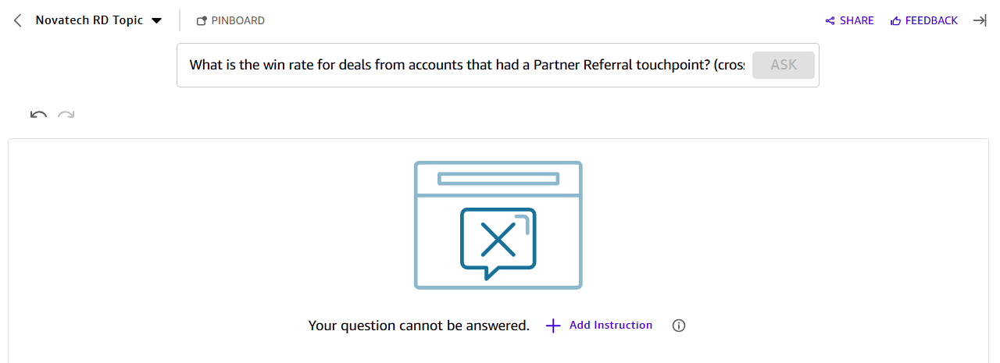 Novatech RD Topic
PINBOARD
SHARE
FEEDBACK
What is the win rate for deals from accounts that had a Partner Referral touchpoint? (cros
ASK
Your question cannot be answered.
Add Instruction